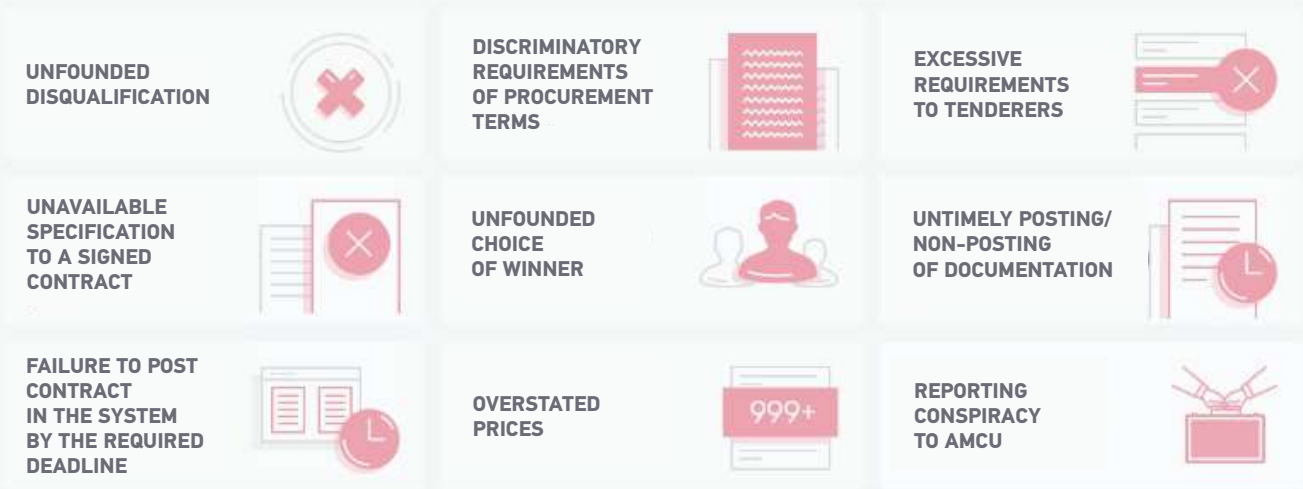 UNFOUNDED
DISQUALIFICATION
DISCRIMINATORY
REQUIREMENTS
OF PROCUREMENT
TERMS
EXCESSIVE
REQUIREMENTS
TO TENDERERS
UNAVAILABLE
SPECIFICATION
TO A SIGNED
CONTRACT
UNFOUNDED
CHOICE
OF WINNER
UNTIMELY POSTING/
NON-POSTING
OF DOCUMENTATION
FAILURE TO POST
CONTRACT
IN THE SYSTEM
BY THE REQUIRED
DEADLINE
OVERSTATED
PRICES
999+
REPORTING
CONSPIRACY
TO AMCU